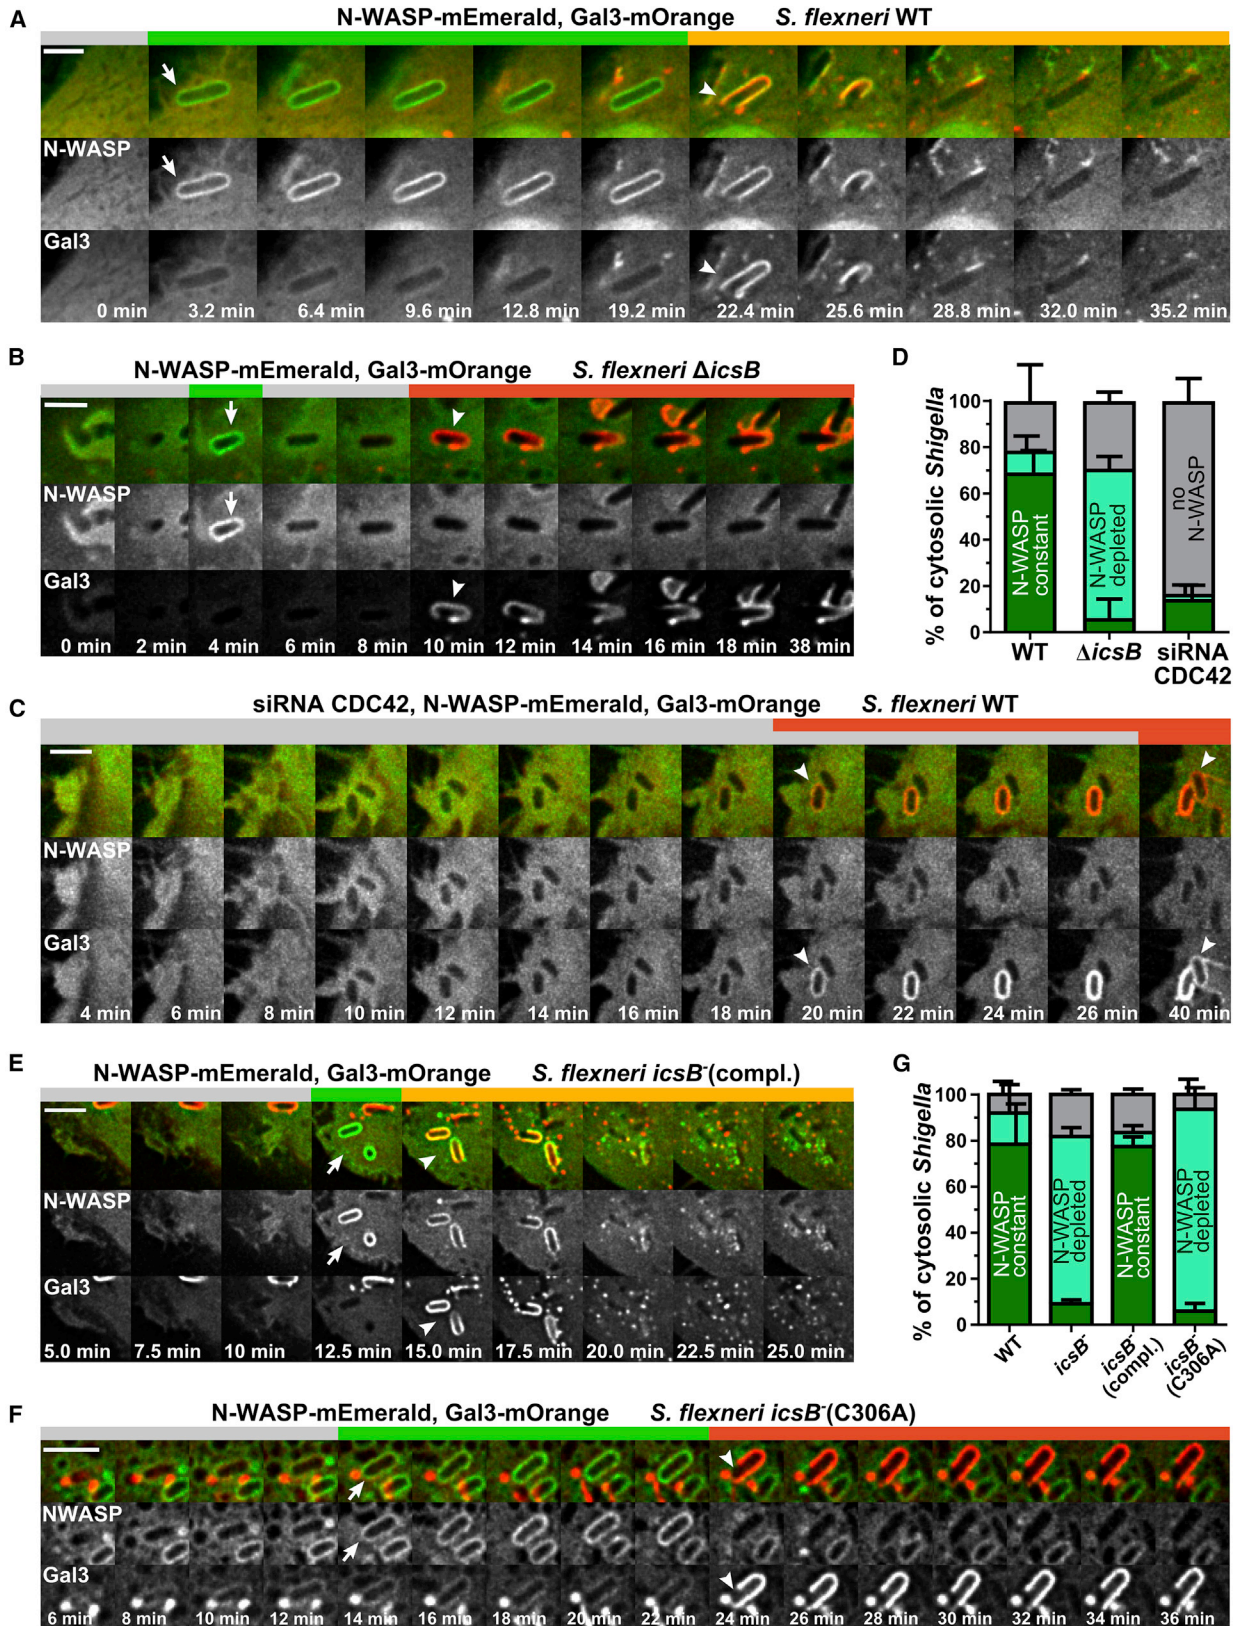 A
N-WASP-mEmerald, Gal3-mOrange S. flexneri WT
N-WASP
Gal3
0 min 3.2 min 6.4 min 9.6 min 12.8 min 19.2 min 22.4 min 25.6 min 28.8 min 32.0 min 35.2 min
B
N-WASP-mEmerald, Gal3-mOrange S. flexneri ΔicsB
N-WASP
Gal3
0 min 2 min 4 min 6 min 8 min 10 min 12 min 14 min 16 min 18 min 38 min
D
% of cytosolic Shigella
100
80
60
40
20
0
N-WASP
constant
N-WASP
depleted
no
N-WASP
WT ΔicsB siRNA
CDC42
C
siRNA CDC42, N-WASP-mEmerald, Gal3-mOrange S. flexneri WT
N-WASP
Gal3
4 min 6 min 8 min 10 min 12 min 14 min 16 min 18 min 20 min 22 min 24 min 26 min 40 min
E
N-WASP-mEmerald, Gal3-mOrange S. flexneri icsB-(compl.)
N-WASP
Gal3
5.0 min 7.5 min 10 min 12.5 min 15.0 min 17.5 min 20.0 min 22.5 min 25.0 min
G
% of cytosolic Shigella
100
80
60
40
20
0
N-WASP
constant
N-WASP
depleted
N-WASP
constant
N-WASP
depleted
WT
icsB-
icsB-
(compl.)
icsB-
(C306A)
F
N-WASP-mEmerald, Gal3-mOrange S. flexneri icsB-(C306A)
NWASP
Gal3
6 min 8 min 10 min 12 min 14 min 16 min 18 min 20 min 22 min 24 min 26 min 28 min 30 min 32 min 34 min 36 min